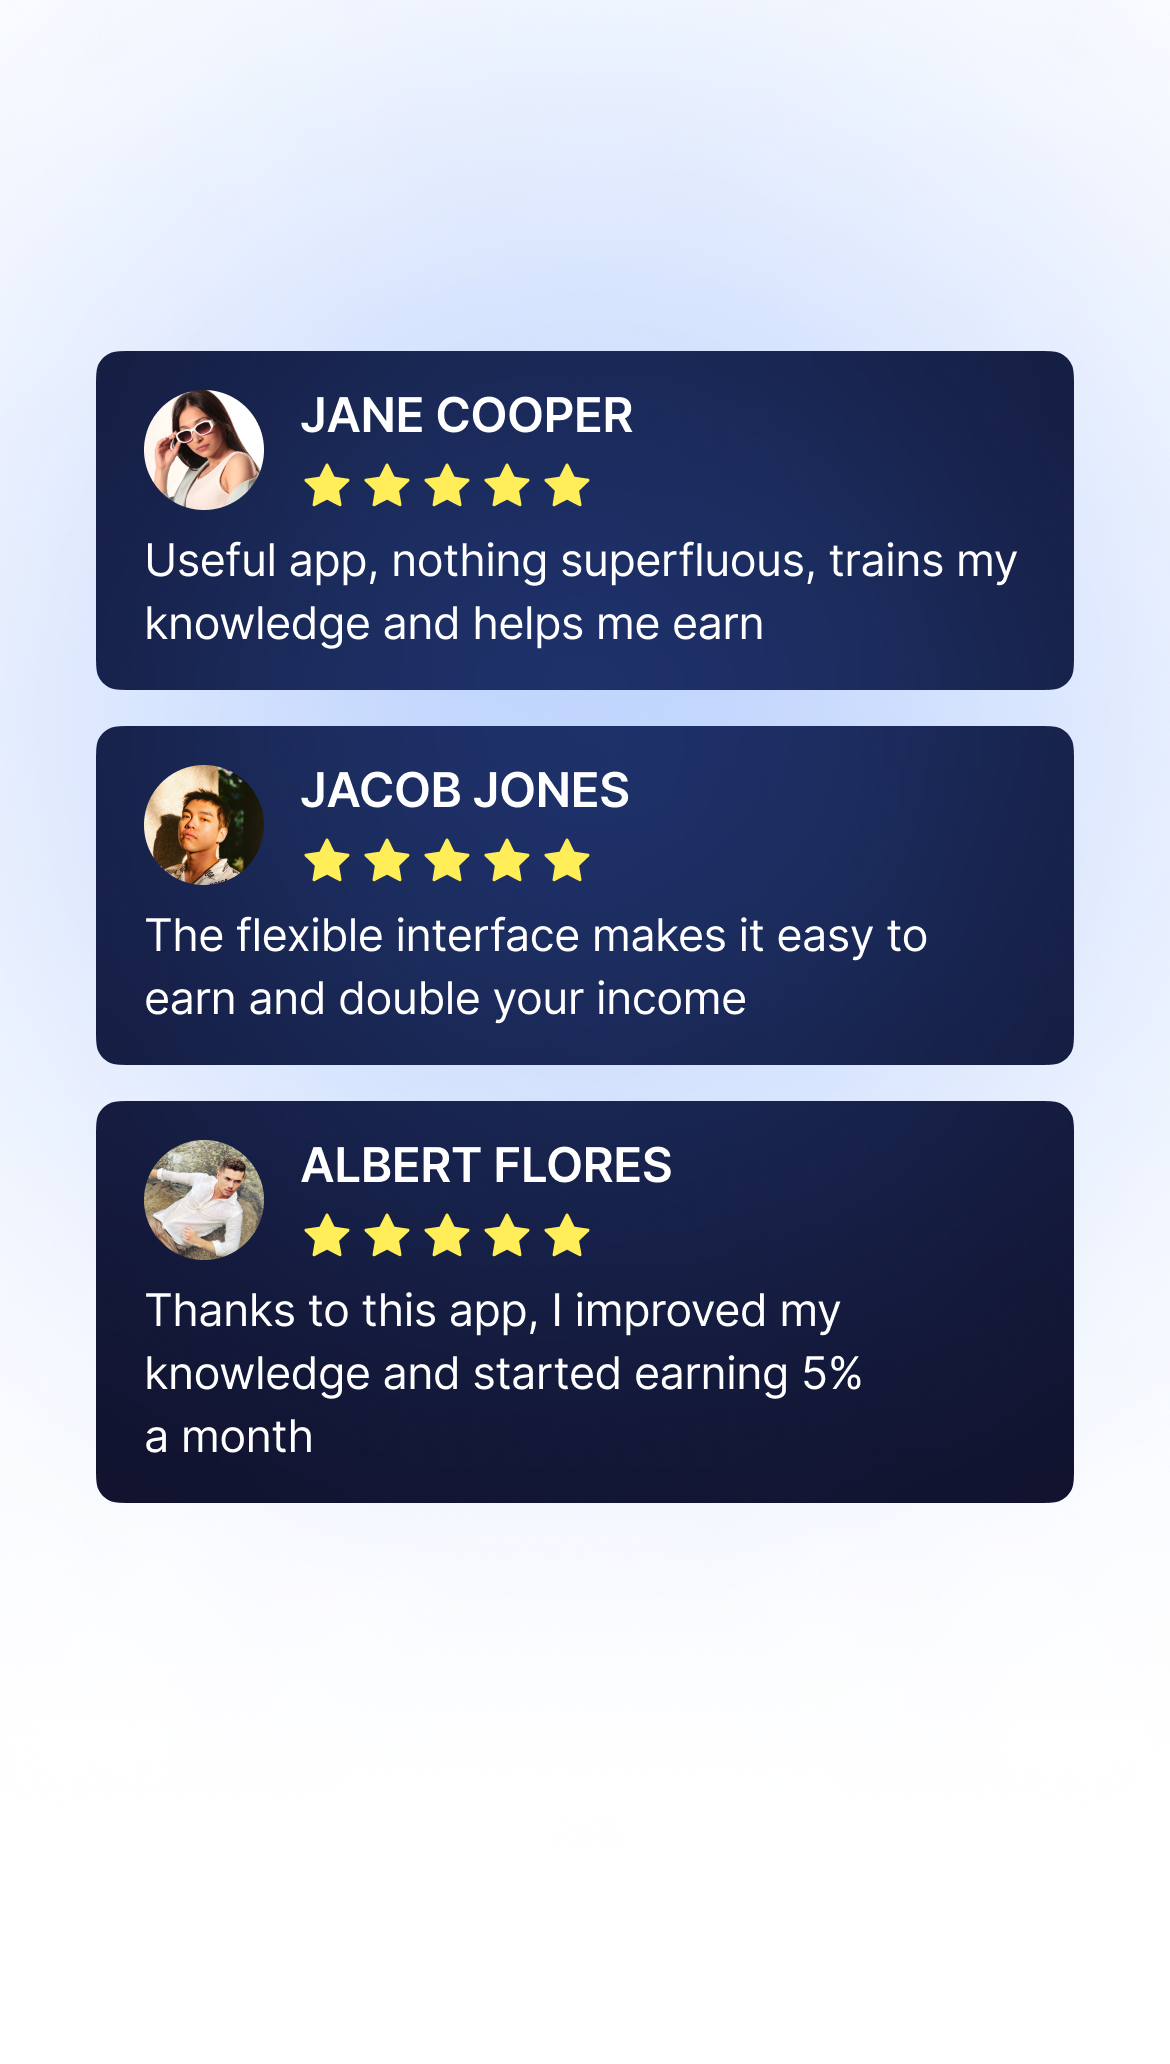 JANE COOPER
Useful app, nothing superfluous, trains my
knowledge and helps me earn
JACOB JONES
The flexible interface makes it easy to
earn and double your income
ALBERT FLORES
Thanks to this app, I improved my
knowledge and started earning 5%
a month